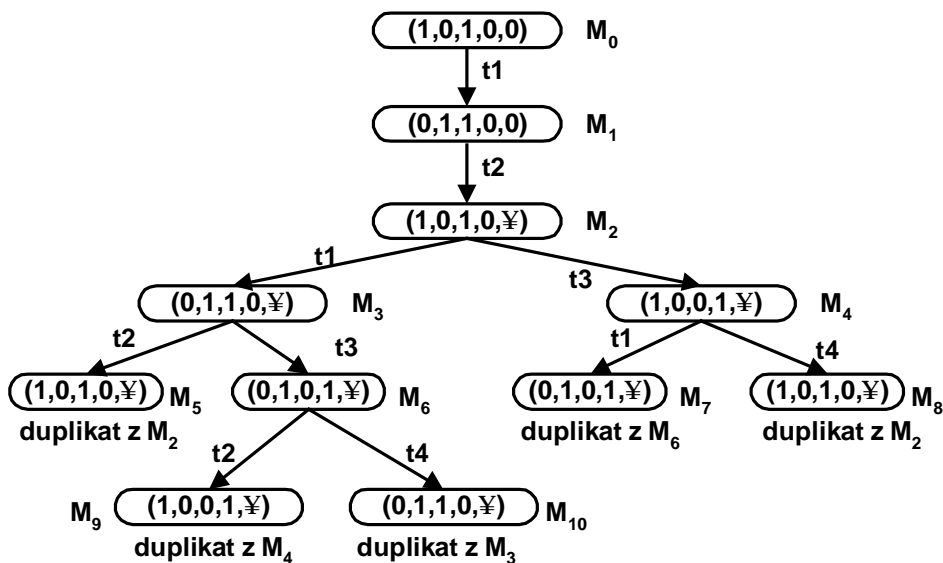 (1,0,1,0,0) M0
t1
(0,1,1,0,0) M1
t2
(1,0,1,0,¥) M2
t1 t3
(0,1,1,0,¥) M3 (1,0,0,1,¥) M4
t2 t3 t1 t4
(1,0,1,0,¥) M5 (0,1,0,1,¥) M6 (0,1,0,1,¥) M7 (1,0,1,0,¥) M8
duplikat z M2 duplikat z M6 duplikat z M2
t2 t4
M9 (1,0,0,1,¥) (0,1,1,0,¥) M10
duplikat z M4 duplikat z M3